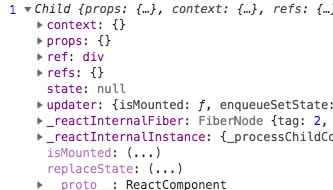 1 ▼Child {props: {…}, context: {…}, refs: {…
▶context: {}
▶props: {}
▶ref: div
▶refs: {}
state: null
▶updater: {isMounted: ƒ, enqueueSetState:
▶_reactInternalFiber: FiberNode {tag: 2,
▶_reactInternalInstance: {_processChildCo
isMounted: (...)
replaceState: (...)
▶__proto__: ReactComponent